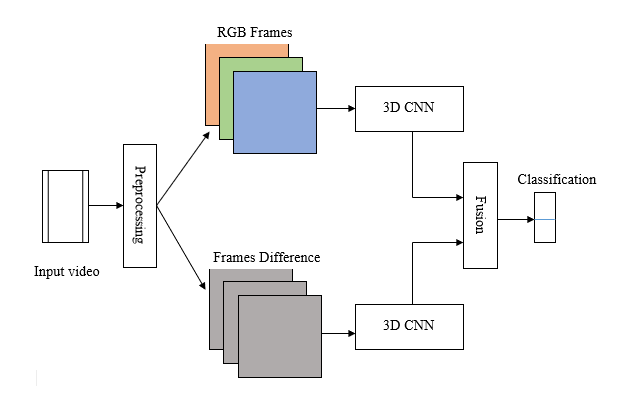 RGB Frames
3D CNN
Preprocessing
Input video
Fusion
Classification
Frames Difference
3D CNN